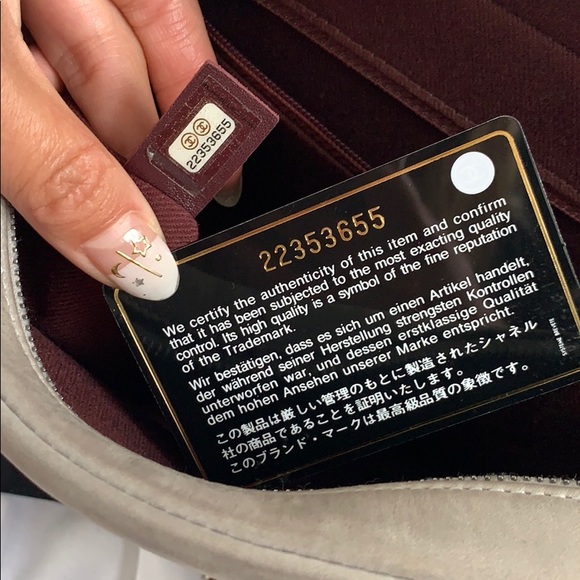 22353655
22353655
We certify the authenticity of this item and confirm
that it has been subjected to the most exacting quality
control. Its high quality is a symbol of the fine reputation
of the Trademark.
Wir bestätigen, dass es sich um einen Artikel handelt,
der während seiner Herstellung strengsten Kontrollen
unterworfen war, und dessen erstklassige Qualität
dem hohen Ansehen unserer Marke entspricht.
この製品は厳しい管理のもとに製造されたシャネル
社の商品であることを証明いたします。
このブランド・マークは最高級品質の象徴です。